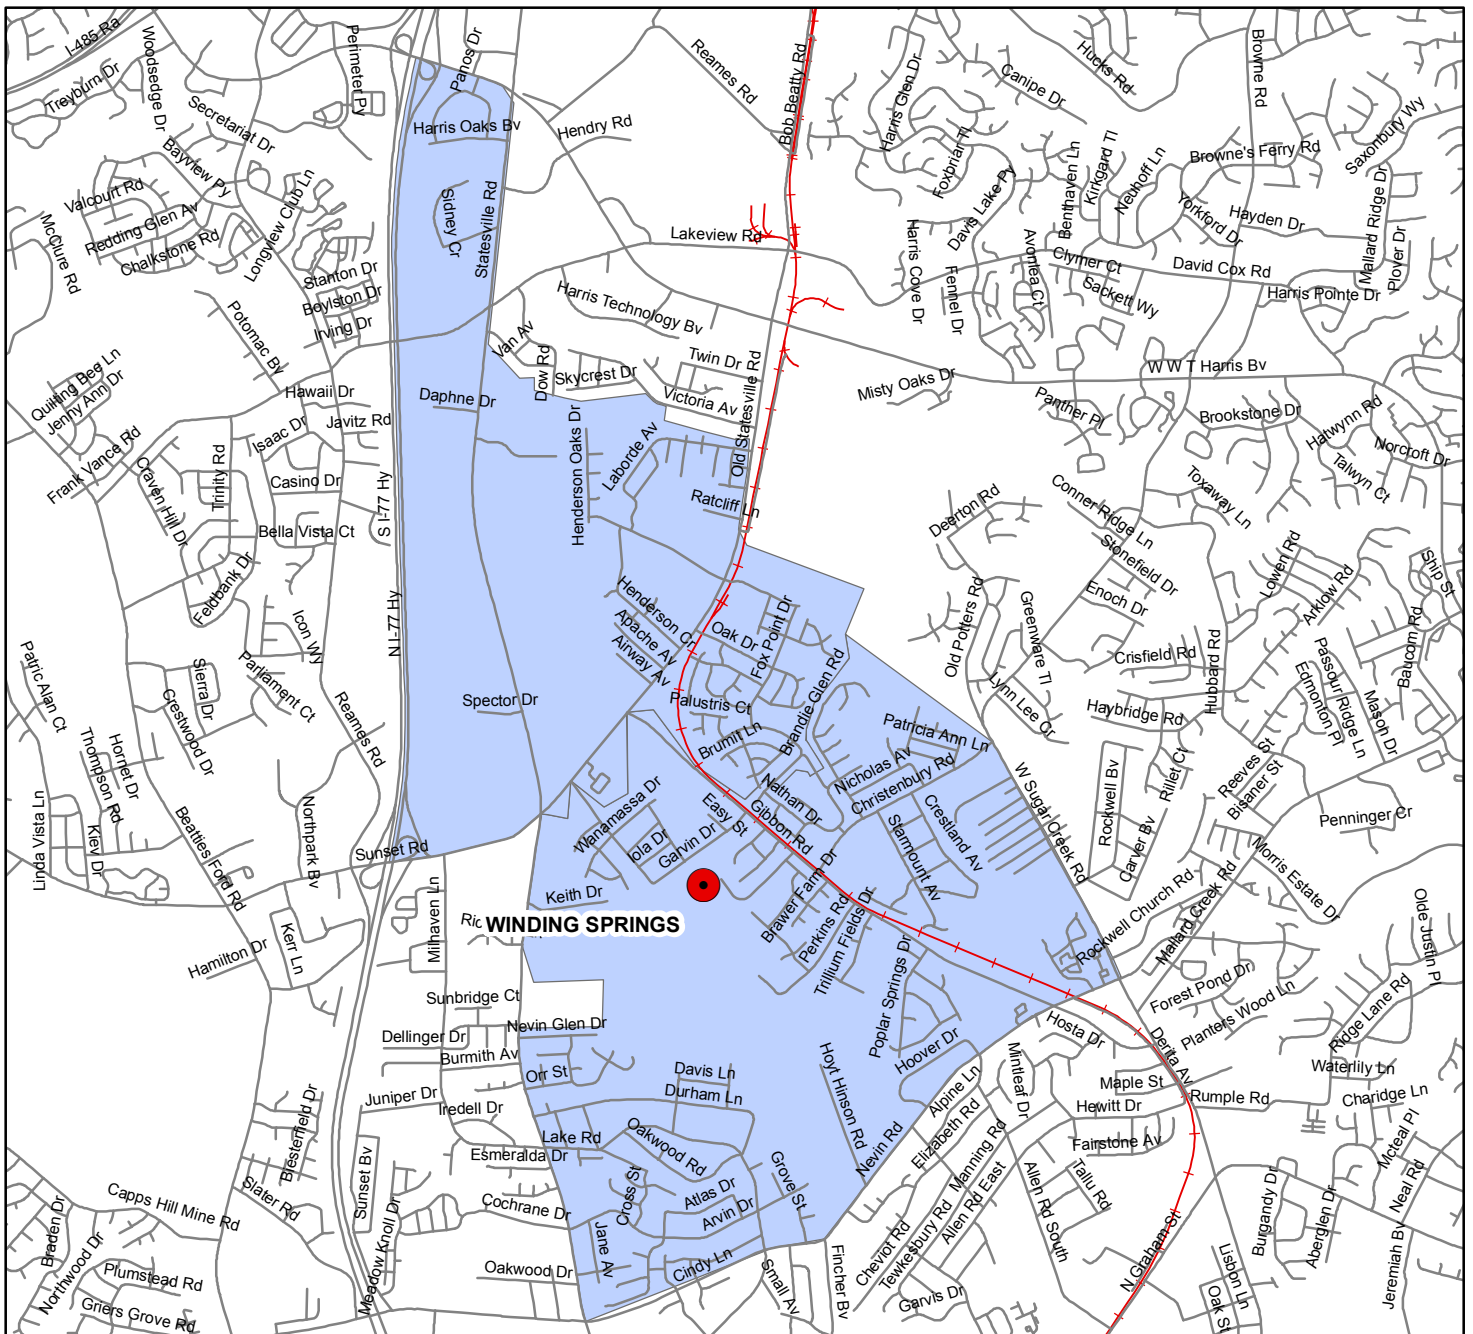 I-485 Ra
Treyburn Dr
Woodsedge Dr
Secretariat Dr
Perimeter Py
Panos Dr
Harris Oaks Bv
Hendry Rd
Reames Rd
Bob Beatty Rd
Harris Glen Dr
Canipe Dr
Hucks Rd
Browne Rd
Saxonbury Wy
Browne's Ferry Rd
Bayview Py
Valcourt Rd
Redding Glen Av
Chalkstone Rd
McClure Rd
Longview Club Ln
Sidney Cr
Statesville Rd
Lakeview Rd
Foxbriar Tl
Davis Lake Py
Harris Cove Dr
Fennel Dr
Avonlea Ct
Benthaven Ln
Kirkgard Tl
Neuhoff Ln
Yorkford Dr
Hayden Dr
Mallard Ridge Dr
Plover Dr
Clymer Ct
Sackett Wy
David Cox Rd
Harris Pointe Dr
Stanton Dr
Boylston Dr
Irving Dr
Potomac Bv
Harris Technology Bv
Van Av
Dow Rd
Skycrest Dr
Twin Dr
Victoria Av
Old Statesville Rd
Misty Oaks Dr
W W T Harris Bv
Panther Pl
Brookstone Dr
Hatwynn Rd
Norcroft Dr
Talwyn Ct
Quilting Bee Ln
Jenny Ann Dr
Hawaii Dr
Javitz Rd
Isaac Dr
Daphne Dr
Frank Vance Rd
Craven Hill Dr
Trinity Rd
Casino Dr
Bella Vista Ct
S I-77 Hy
Henderson Oaks Dr
Laborde Av
Ratcliff Ln
Deerton Rd
Conner Ridge Ln
Toxaway Ln
Stonefield Dr
Enoch Dr
Lowen Rd
Arklow Rd
Ship St
Feldbank Dr
N I-77 Hy
Icon Wy
Henderson Cr
Apache Av
Airway Av
Oak Dr
Fox Point Dr
Old Potters Rd
Greenware Tl
Crisfield Rd
Hubbard Rd
Baucom Rd
Patric Alan Ct
Sierra Dr
Parliament Ct
Crestwood Dr
Reames Rd
Spector Dr
Palustris Ct
Brandie Glen Rd
Brumit Ln
Patricia Ann Ln
Lynn Lee Cr
Haybridge Rd
Passour Ridge Ln
Edmonton Pl
Mason Dr
Hornet Dr
Thompson Rd
Nicholas Av
Christenbury Rd
W Sugar Creek Rd
Rockwell Bv
Rillet Ct
Reeves St
Bisaner St
Linda Vista Ln
Kiev Dr
Beatties Ford Rd
Northpark Bv
Sunset Rd
Wanamassa Dr
Iola Dr
Garvin Dr
Easy St
Gibbon Rd
Nathan Dr
Starmount Av
Crestland Av
Garver Bv
Penninger Cr
Morris Estate Dr
Keith Dr
WINDING SPRINGS
Brawer Farm Dr
Perkins Rd
Trillium Fields Dr
Rockwell Church Rd
Mallard Creek Rd
Olde Justin Pl
Hamilton Dr
Kerr Ln
Milhaven Ln
Poplar Springs Dr
Forest Pond Dr
Planters Wood Ln
Ridge Lane Rd
Sunbridge Ct
Nevin Glen Dr
Dellinger Dr
Burmith Av
Orr St
Hoover Dr
Hosta Dr
Derita Av
Waterlily Ln
Davis Ln
Durham Ln
Hoyt Hinson Rd
Alpine Ln
Mintleaf Dr
Maple St
Rumple Rd
Charidge Ln
Blesterfield Dr
Juniper Dr
Iredell Dr
Lake Rd
Oakwood Rd
Hewitt Dr
Elizabeth Rd
Fairstone Av
Mcteal Pl
Esmeralda Dr
Nevin Rd
Manning Rd
Tallu Rd
Neal Rd
Capps Hill Mine Rd
Slater Rd
Sunset Bv
Cochrane Dr
Cross St
Atlas Dr
Arvin Dr
Grove St
Allen Rd East
Allen Rd South
Burgandy Dr
Aberglen Dr
Braden Dr
Northwood Dr
Meadow Knoll Dr
Jane Av
Cindy Ln
Cheviot Rd
Tewkesbury Rd
N Graham St
Lisbon Ln
Jeremiah Bv
Plumstead Rd
Oakwood Dr
Small Av
Fincher Bv
Garvis Dr
Oak St
Griers Grove Rd